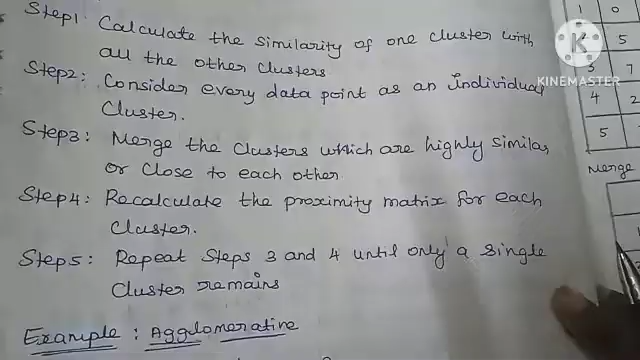 Step1 Calculate the similarity of one cluster with
all the other clusters.
Step2: Consider every data point as an Individual
Cluster.
Step3: Merge the clusters which are highly similar
or close to each other.
Step4: Recalculate the proximity matrix for each
Cluster.
Step5: Repeat Steps 3 and 4 until only a single
Cluster remains
Example: Agglomerative
1 0
5
7
4 2
5
Merge
1
KINEMASTER